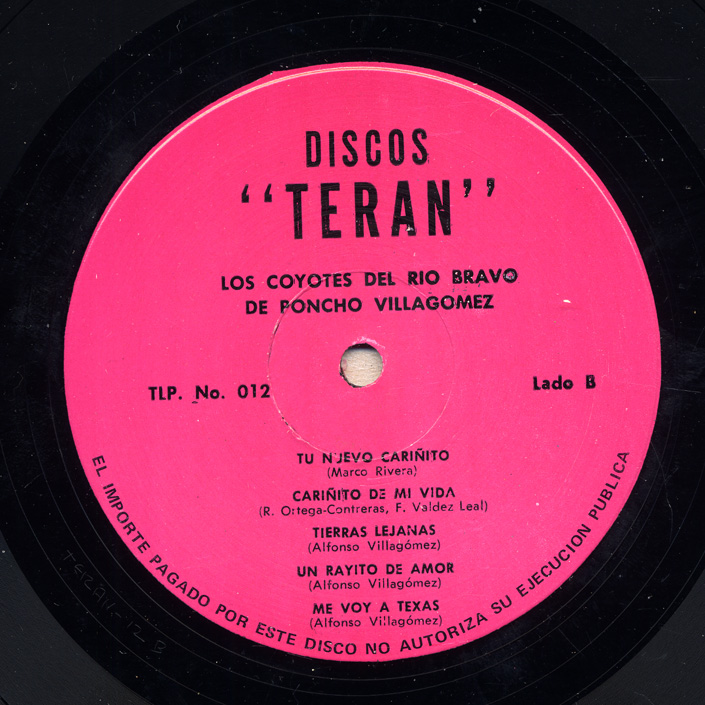 DISCOS
"TERAN"
LOS COYOTES DEL RIO BRAVO
DE PONCHO VILLAGOMEZ
TLP. No. 012
Lado B
TU NUEVO CARIÑITO
(Marco Rivera)
CARIÑITO DE MI VIDA
(R. Ortega-Contreras, F. Valdez Leal)
TIERRAS LEJANAS
(Alfonso Villagómez)
UN RAYITO DE AMOR
(Alfonso Villagómez)
ME VOY A TEXAS
(Alfonso Villagómez)
EL IMPORTE PAGADO POR ESTE DISCO NO AUTORIZA SU EJECUCION PUBLICA
TERAN-12-B